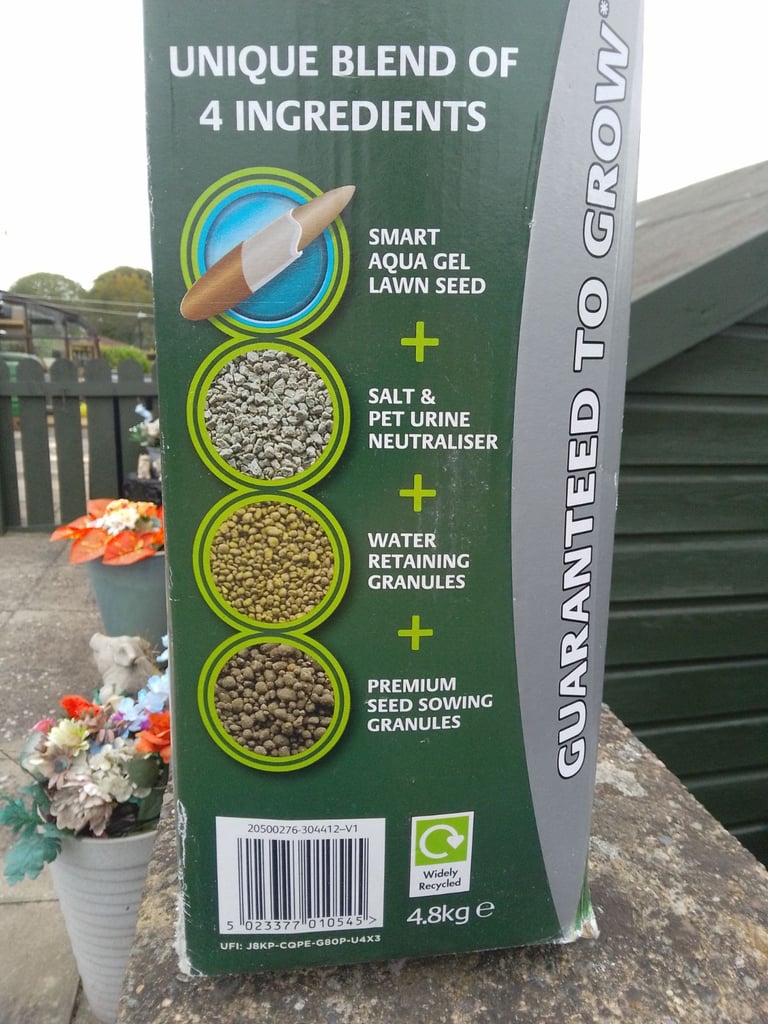 UNIQUE BLEND OF
4 INGREDIENTS
SMART
AQUA GEL
LAWN SEED
+
SALT &
PET URINE
NEUTRALISER
+
WATER
RETAINING
GRANULES
+
PREMIUM
SEED SOWING
GRANULES
GUARANTEED TO GROW*
20500276-304412-V1
5 023377 010545 >
UFI: J8KP-CQPE-G80P-U4X3
Widely
Recycled
4.8kg e